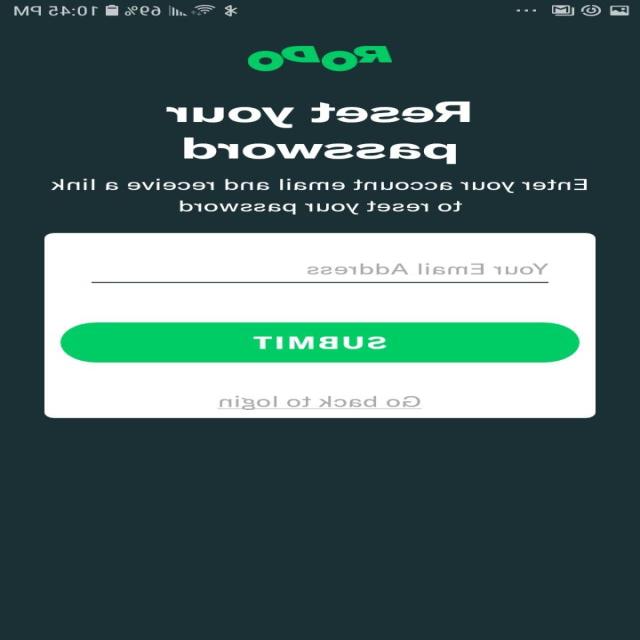 69% 10:45 PM
RODO
Reset your
password
Enter your account email and receive a link
to reset your password
Your Email Address
SUBMIT
Go back to login